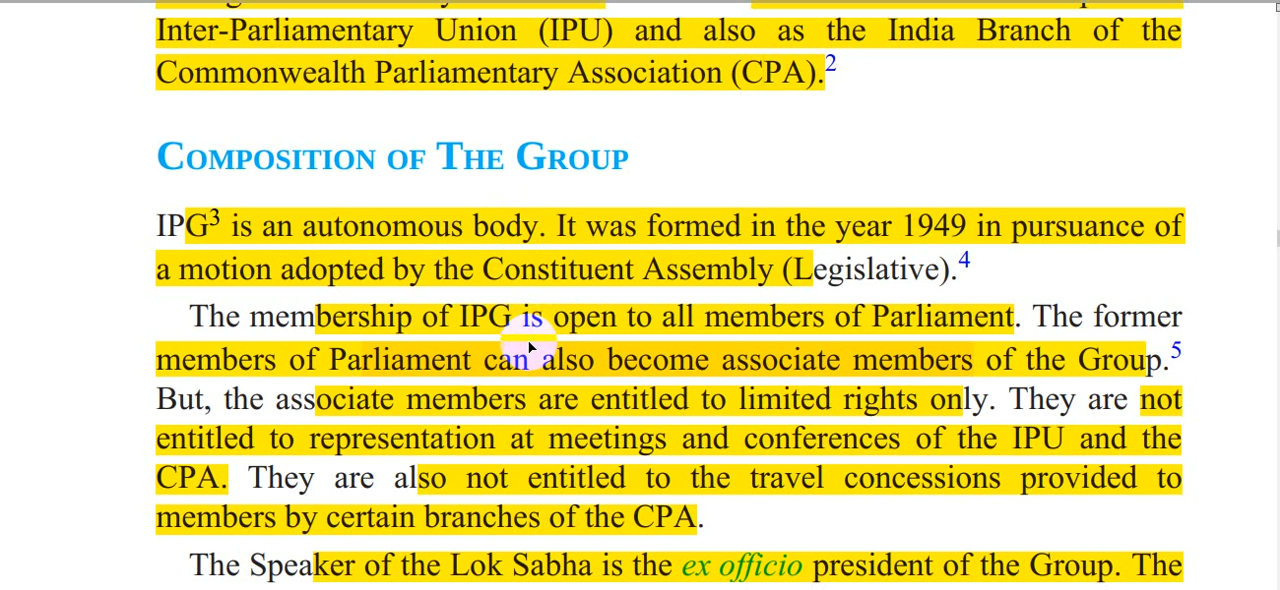 Inter-Parliamentary Union (IPU) and also as the India Branch of the
Commonwealth Parliamentary Association (CPA).2
COMPOSITION OF THE GROUP
IPG3 is an autonomous body. It was formed in the year 1949 in pursuance of
a motion adopted by the Constituent Assembly (Legislative).4
The membership of IPG is open to all members of Parliament. The former
members of Parliament can also become associate members of the Group.5
But, the associate members are entitled to limited rights only. They are not
entitled to representation at meetings and conferences of the IPU and the
CPA. They are also not entitled to the travel concessions provided to
members by certain branches of the CPA.
The Speaker of the Lok Sabha is the ex officio president of the Group. The